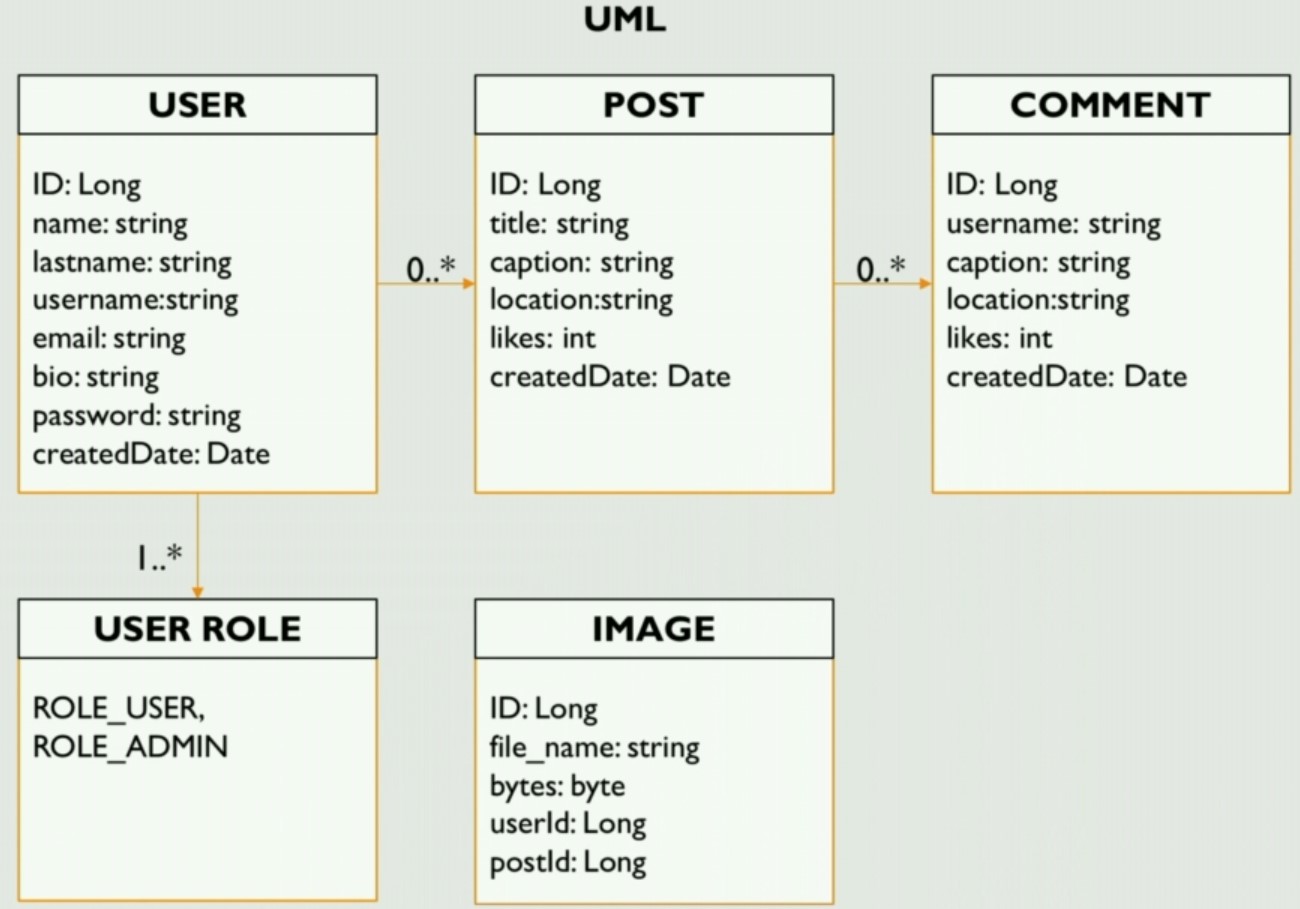 UML
USER
ID: Long
name: string
lastname: string
username:string
email: string
bio: string
password: string
createdDate: Date
0..*
POST
ID: Long
title: string
caption: string
location:string
likes: int
createdDate: Date
0..*
COMMENT
ID: Long
username: string
caption: string
location:string
likes: int
createdDate: Date
1..*
USER ROLE
ROLE_USER,
ROLE_ADMIN
IMAGE
ID: Long
file_name: string
bytes: byte
userId: Long
postId: Long